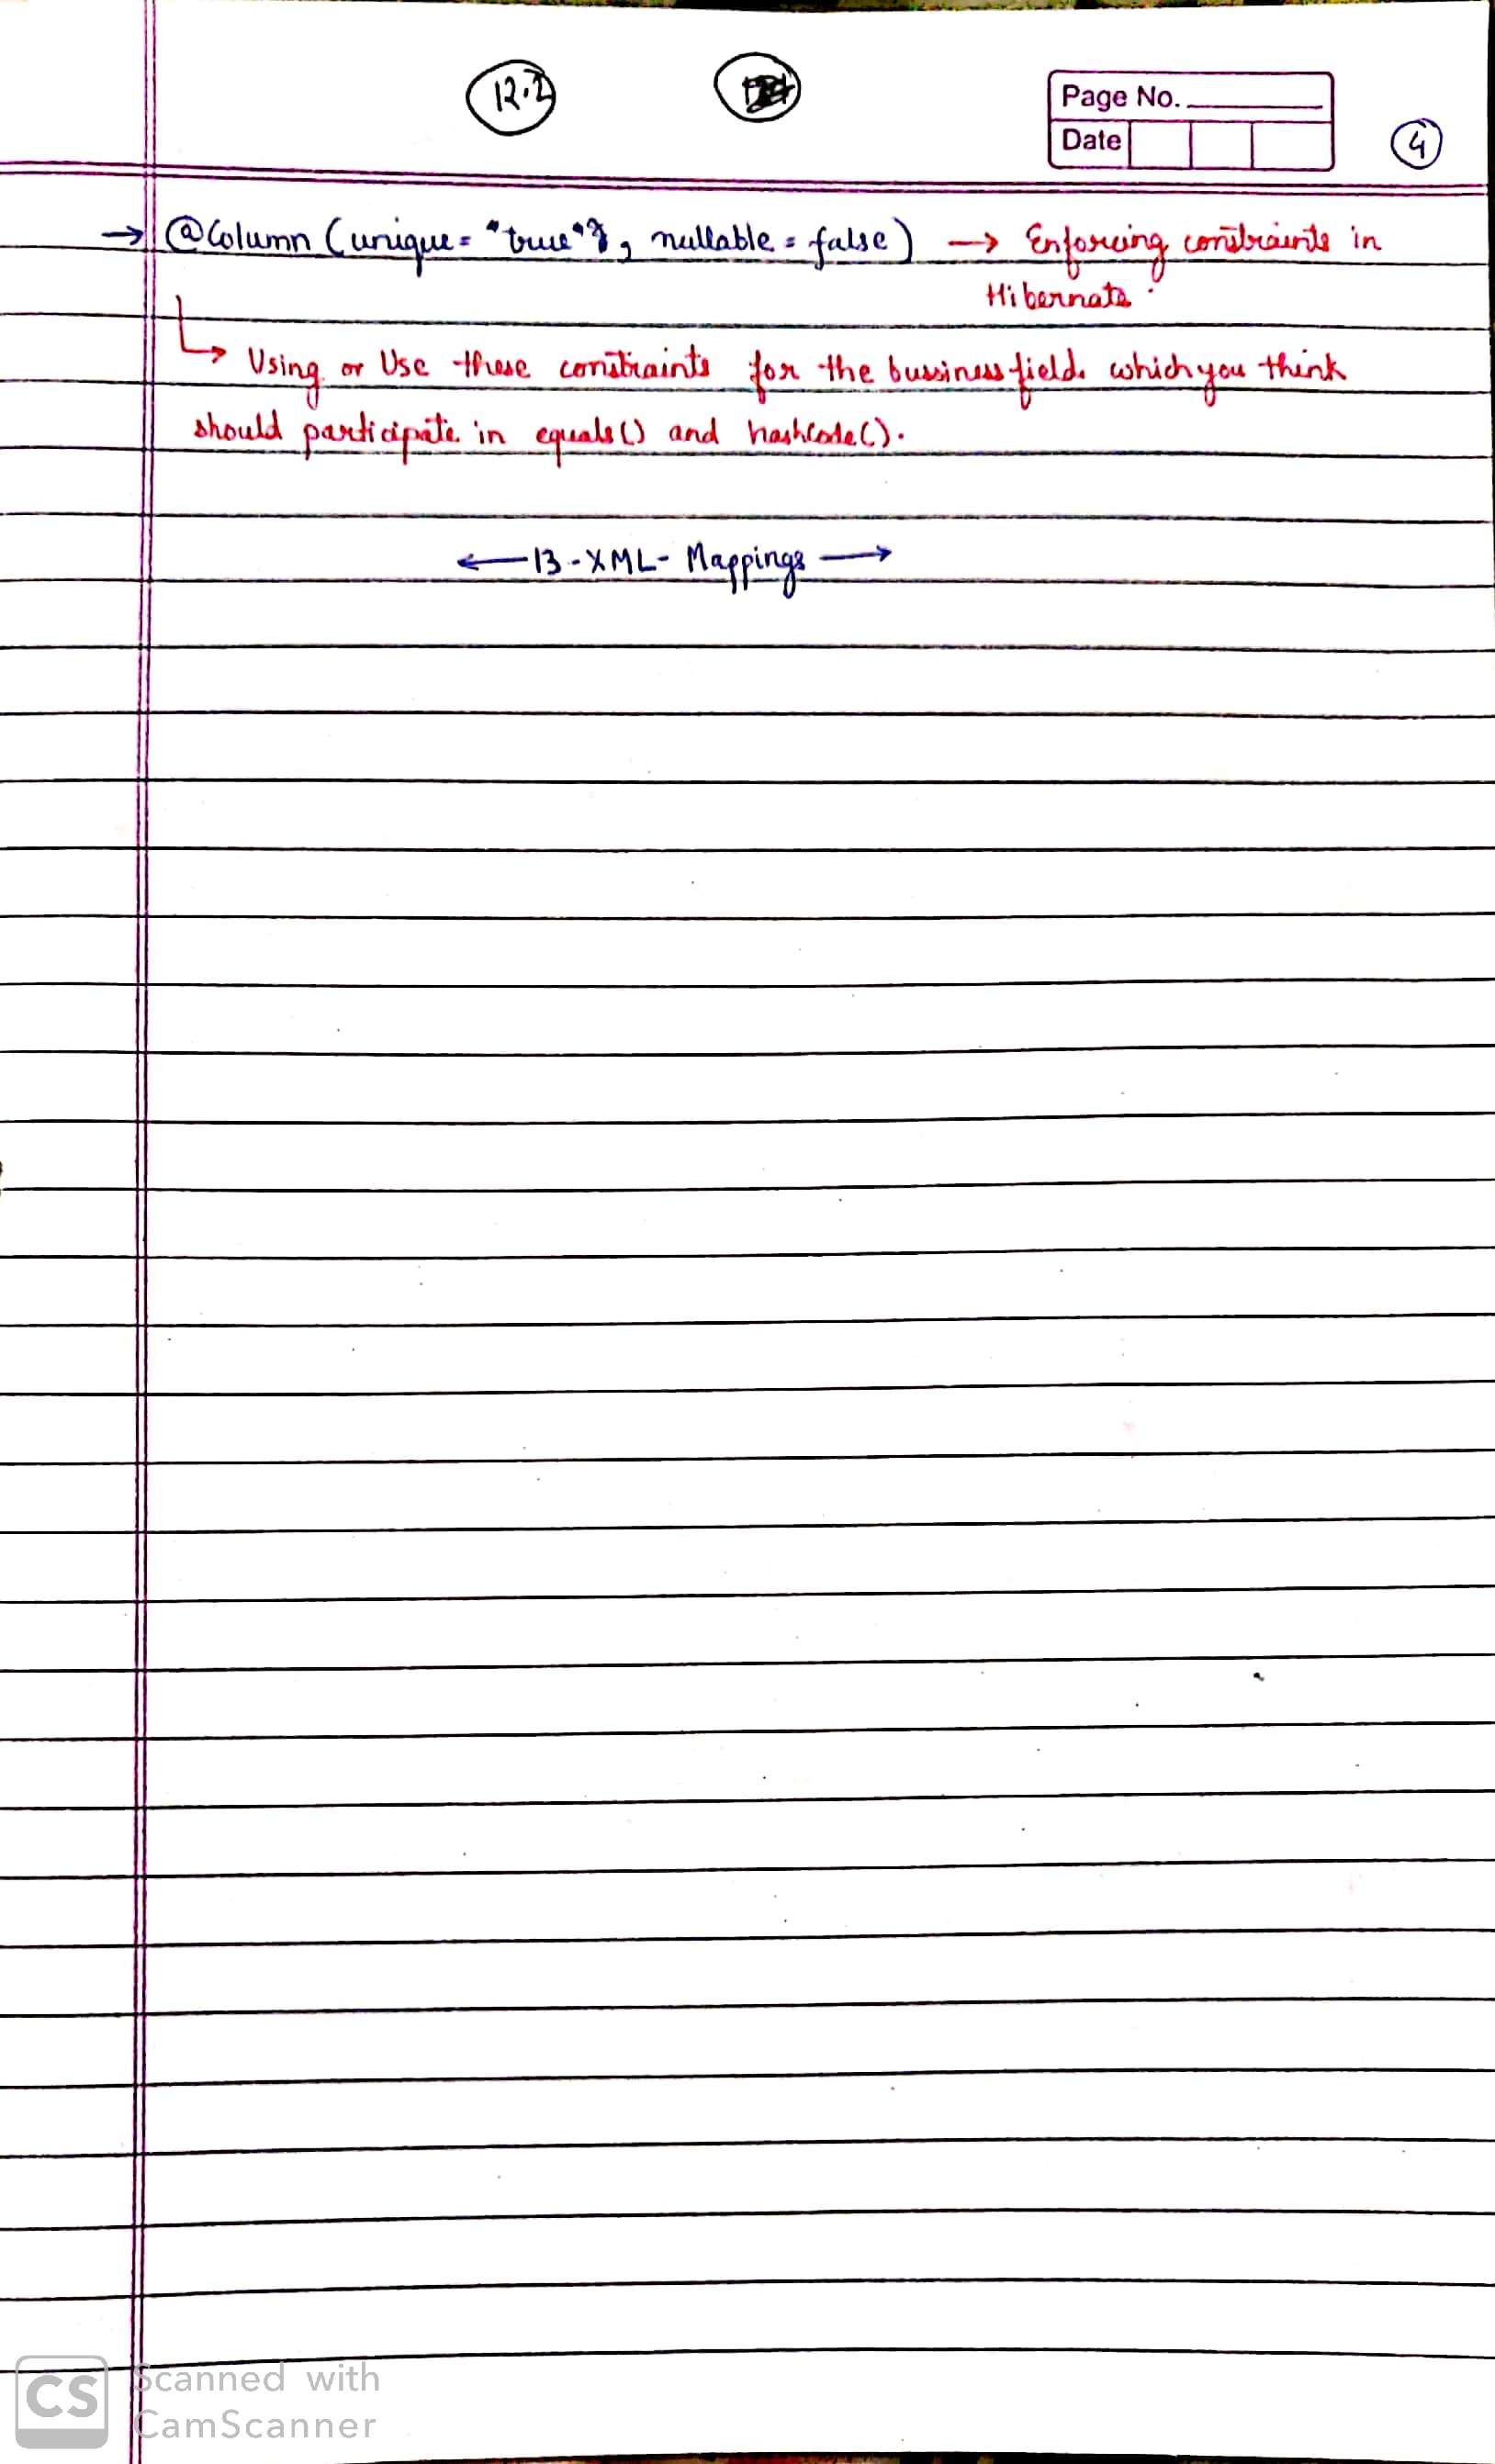 12.2
Page No.
Date
4
→ @Column (unique = "true", nullable = false) → Enforcing constraints in
Hibernate.
↳ Using or Use these constraints for the bussiness fields which you think
should participate in equals() and hashcode().
←13-XML- Mappings→
CS Scanned with
CamScanner